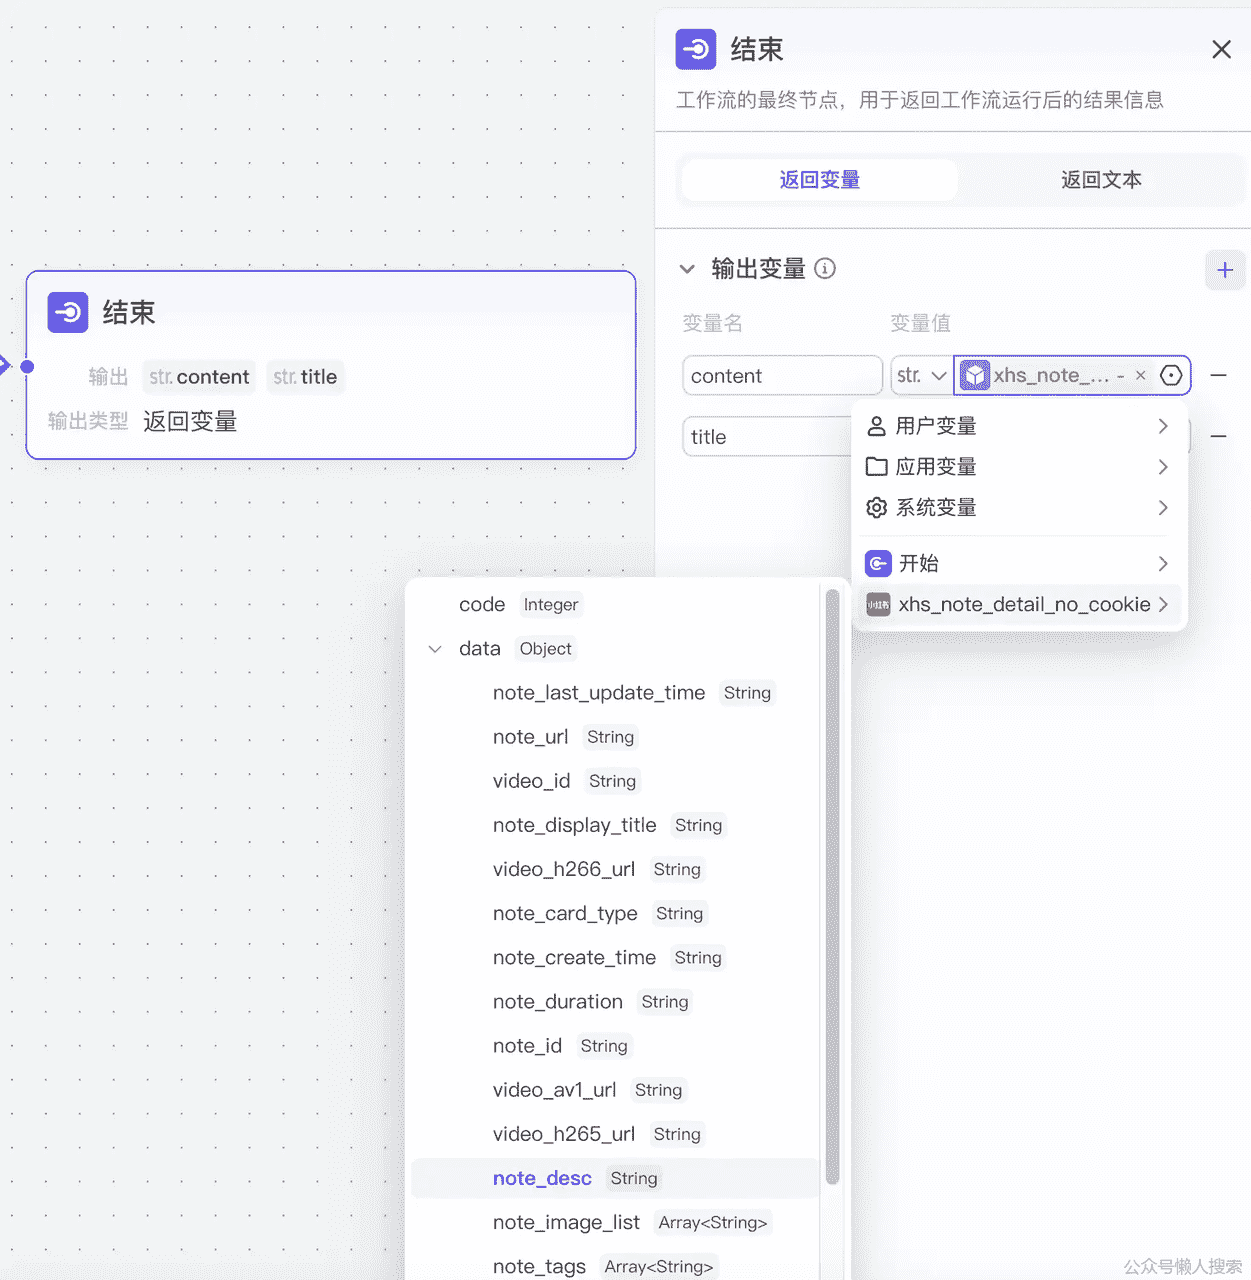 结束
工作流的最终节点，用于返回工作流运行后的结果信息
返回变量 返回文本
输出变量
变量名 变量值
content str. xhs_note_... -
title
用户变量
应用变量
系统变量
开始
小红书 xhs_note_detail_no_cookie
结束
输出 str. content str. title
输出类型 返回变量
code Integer
data Object
note_last_update_time String
note_url String
video_id String
note_display_title String
video_h266_url String
note_card_type String
note_create_time String
note_duration String
note_id String
video_av1_url String
video_h265_url String
note_desc String
note_image_list Array<String>
note_tags Array<String>
公众号懒人搜索